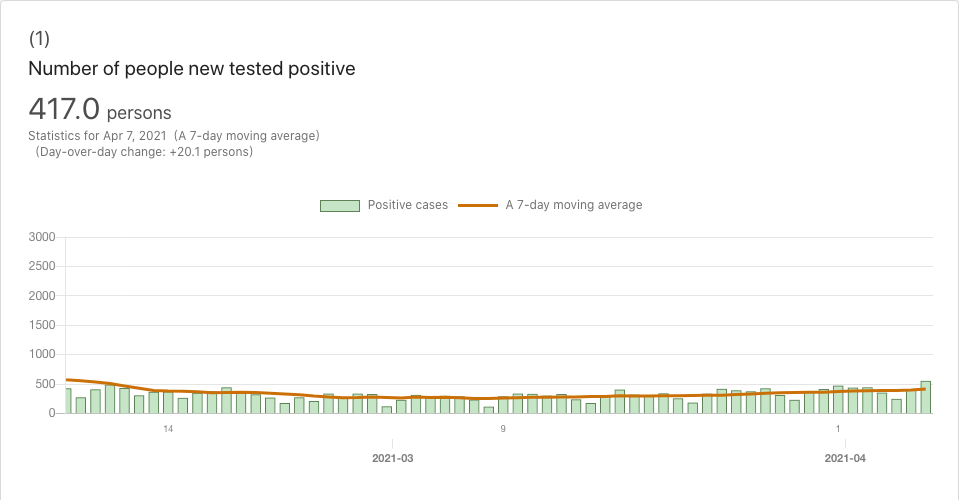 (1)
Number of people new tested positive
417.0 persons
Statistics for Apr 7, 2021 (A 7-day moving average)
(Day-over-day change: +20.1 persons)
Positive cases A 7-day moving average
3000
2500
2000
1500
1000
500
0
14 9 1
2021-03 2021-04